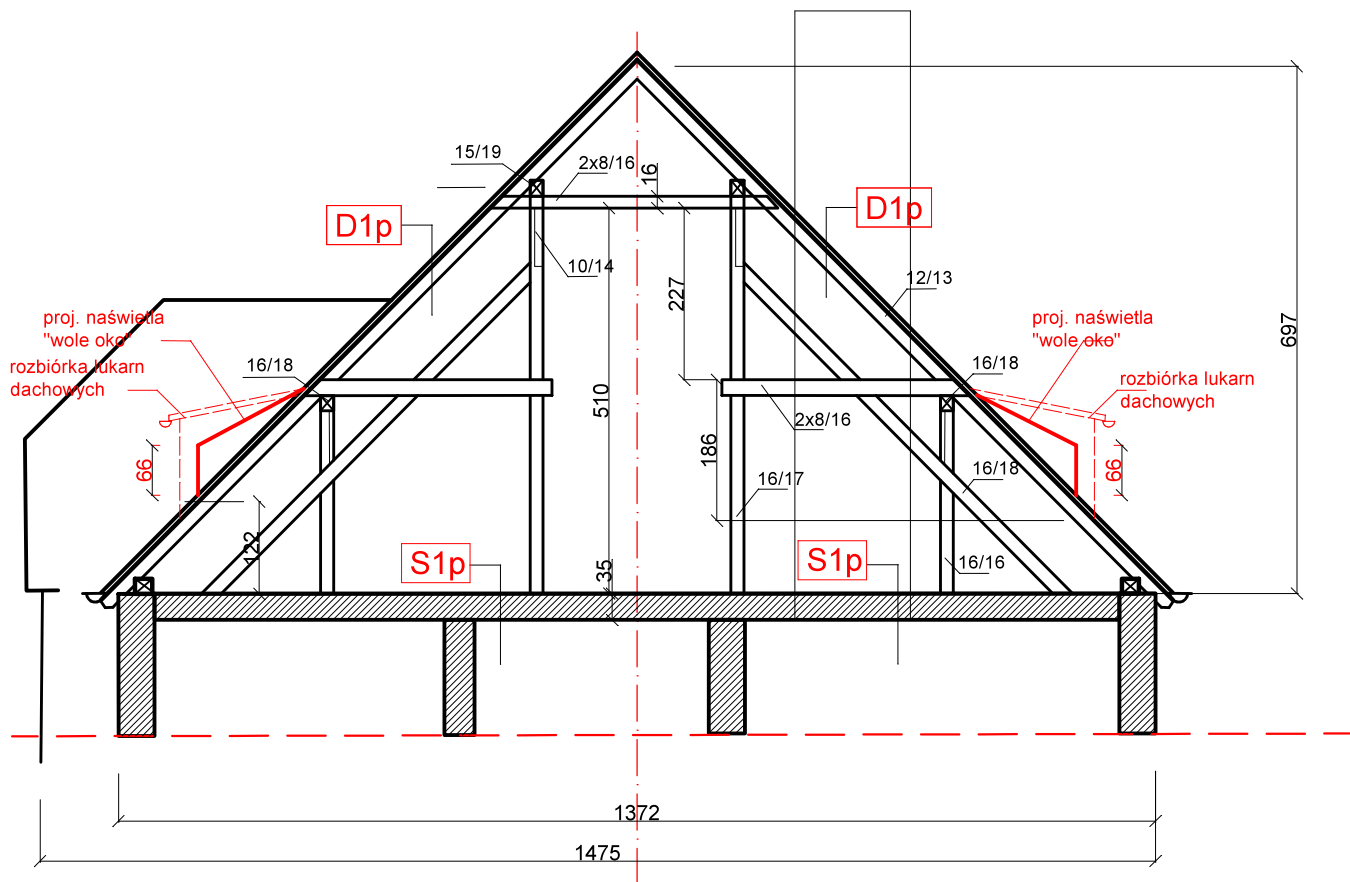 15/19
2x8/16
16
D1p
D1p
10/14
12/13
227
697
proj. naświetla
"wole oko"
rozbiórka lukarn
dachowych
16/18
proj. naświetla
"wole oko"
16/18
rozbiórka lukarn
dachowych
510
2x8/16
186
66
66
16/17
16/18
122
S1p
S1p
35
16/16
1372
1475